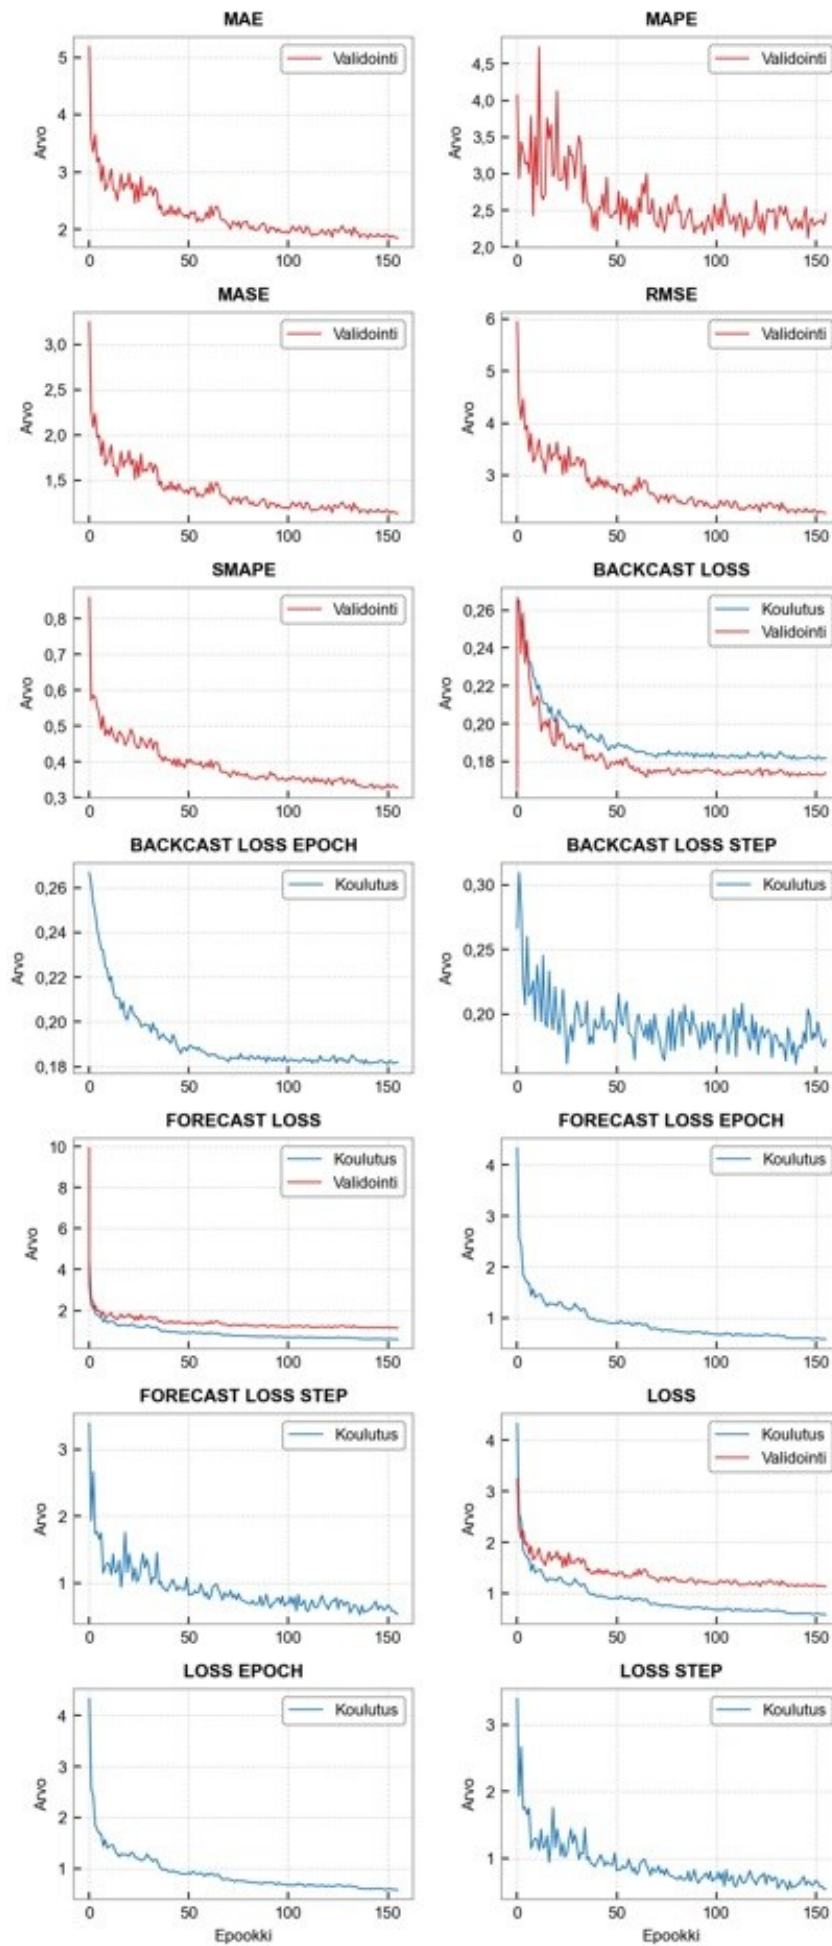 MAE
5
4
3
2
Arvo
Validointi
0 50 100 150
MAPE
4,5
4,0
3,5
3,0
2,5
2,0
Arvo
Validointi
0 50 100 150
MASE
3,0
2,5
2,0
1,5
Arvo
Validointi
0 50 100 150
RMSE
6
5
4
3
Arvo
Validointi
0 50 100 150
SMAPE
0,8
0,7
0,6
0,5
0,4
0,3
Arvo
Validointi
0 50 100 150
BACKCAST LOSS
0,26
0,24
0,22
0,20
0,18
Arvo
Koulutus
Validointi
0 50 100 150
BACKCAST LOSS EPOCH
0,26
0,24
0,22
0,20
0,18
Arvo
Koulutus
0 50 100 150
BACKCAST LOSS STEP
0,30
0,25
0,20
Arvo
Koulutus
0 50 100 150
FORECAST LOSS
10
8
6
4
2
Arvo
Koulutus
Validointi
0 50 100 150
FORECAST LOSS EPOCH
4
3
2
1
Arvo
Koulutus
0 50 100 150
FORECAST LOSS STEP
3
2
1
Arvo
Koulutus
0 50 100 150
LOSS
4
3
2
1
Arvo
Koulutus
Validointi
0 50 100 150
LOSS EPOCH
4
3
2
1
Arvo
Koulutus
0 50 100 150
Epookki
LOSS STEP
3
2
1
Arvo
Koulutus
0 50 100 150
Epookki